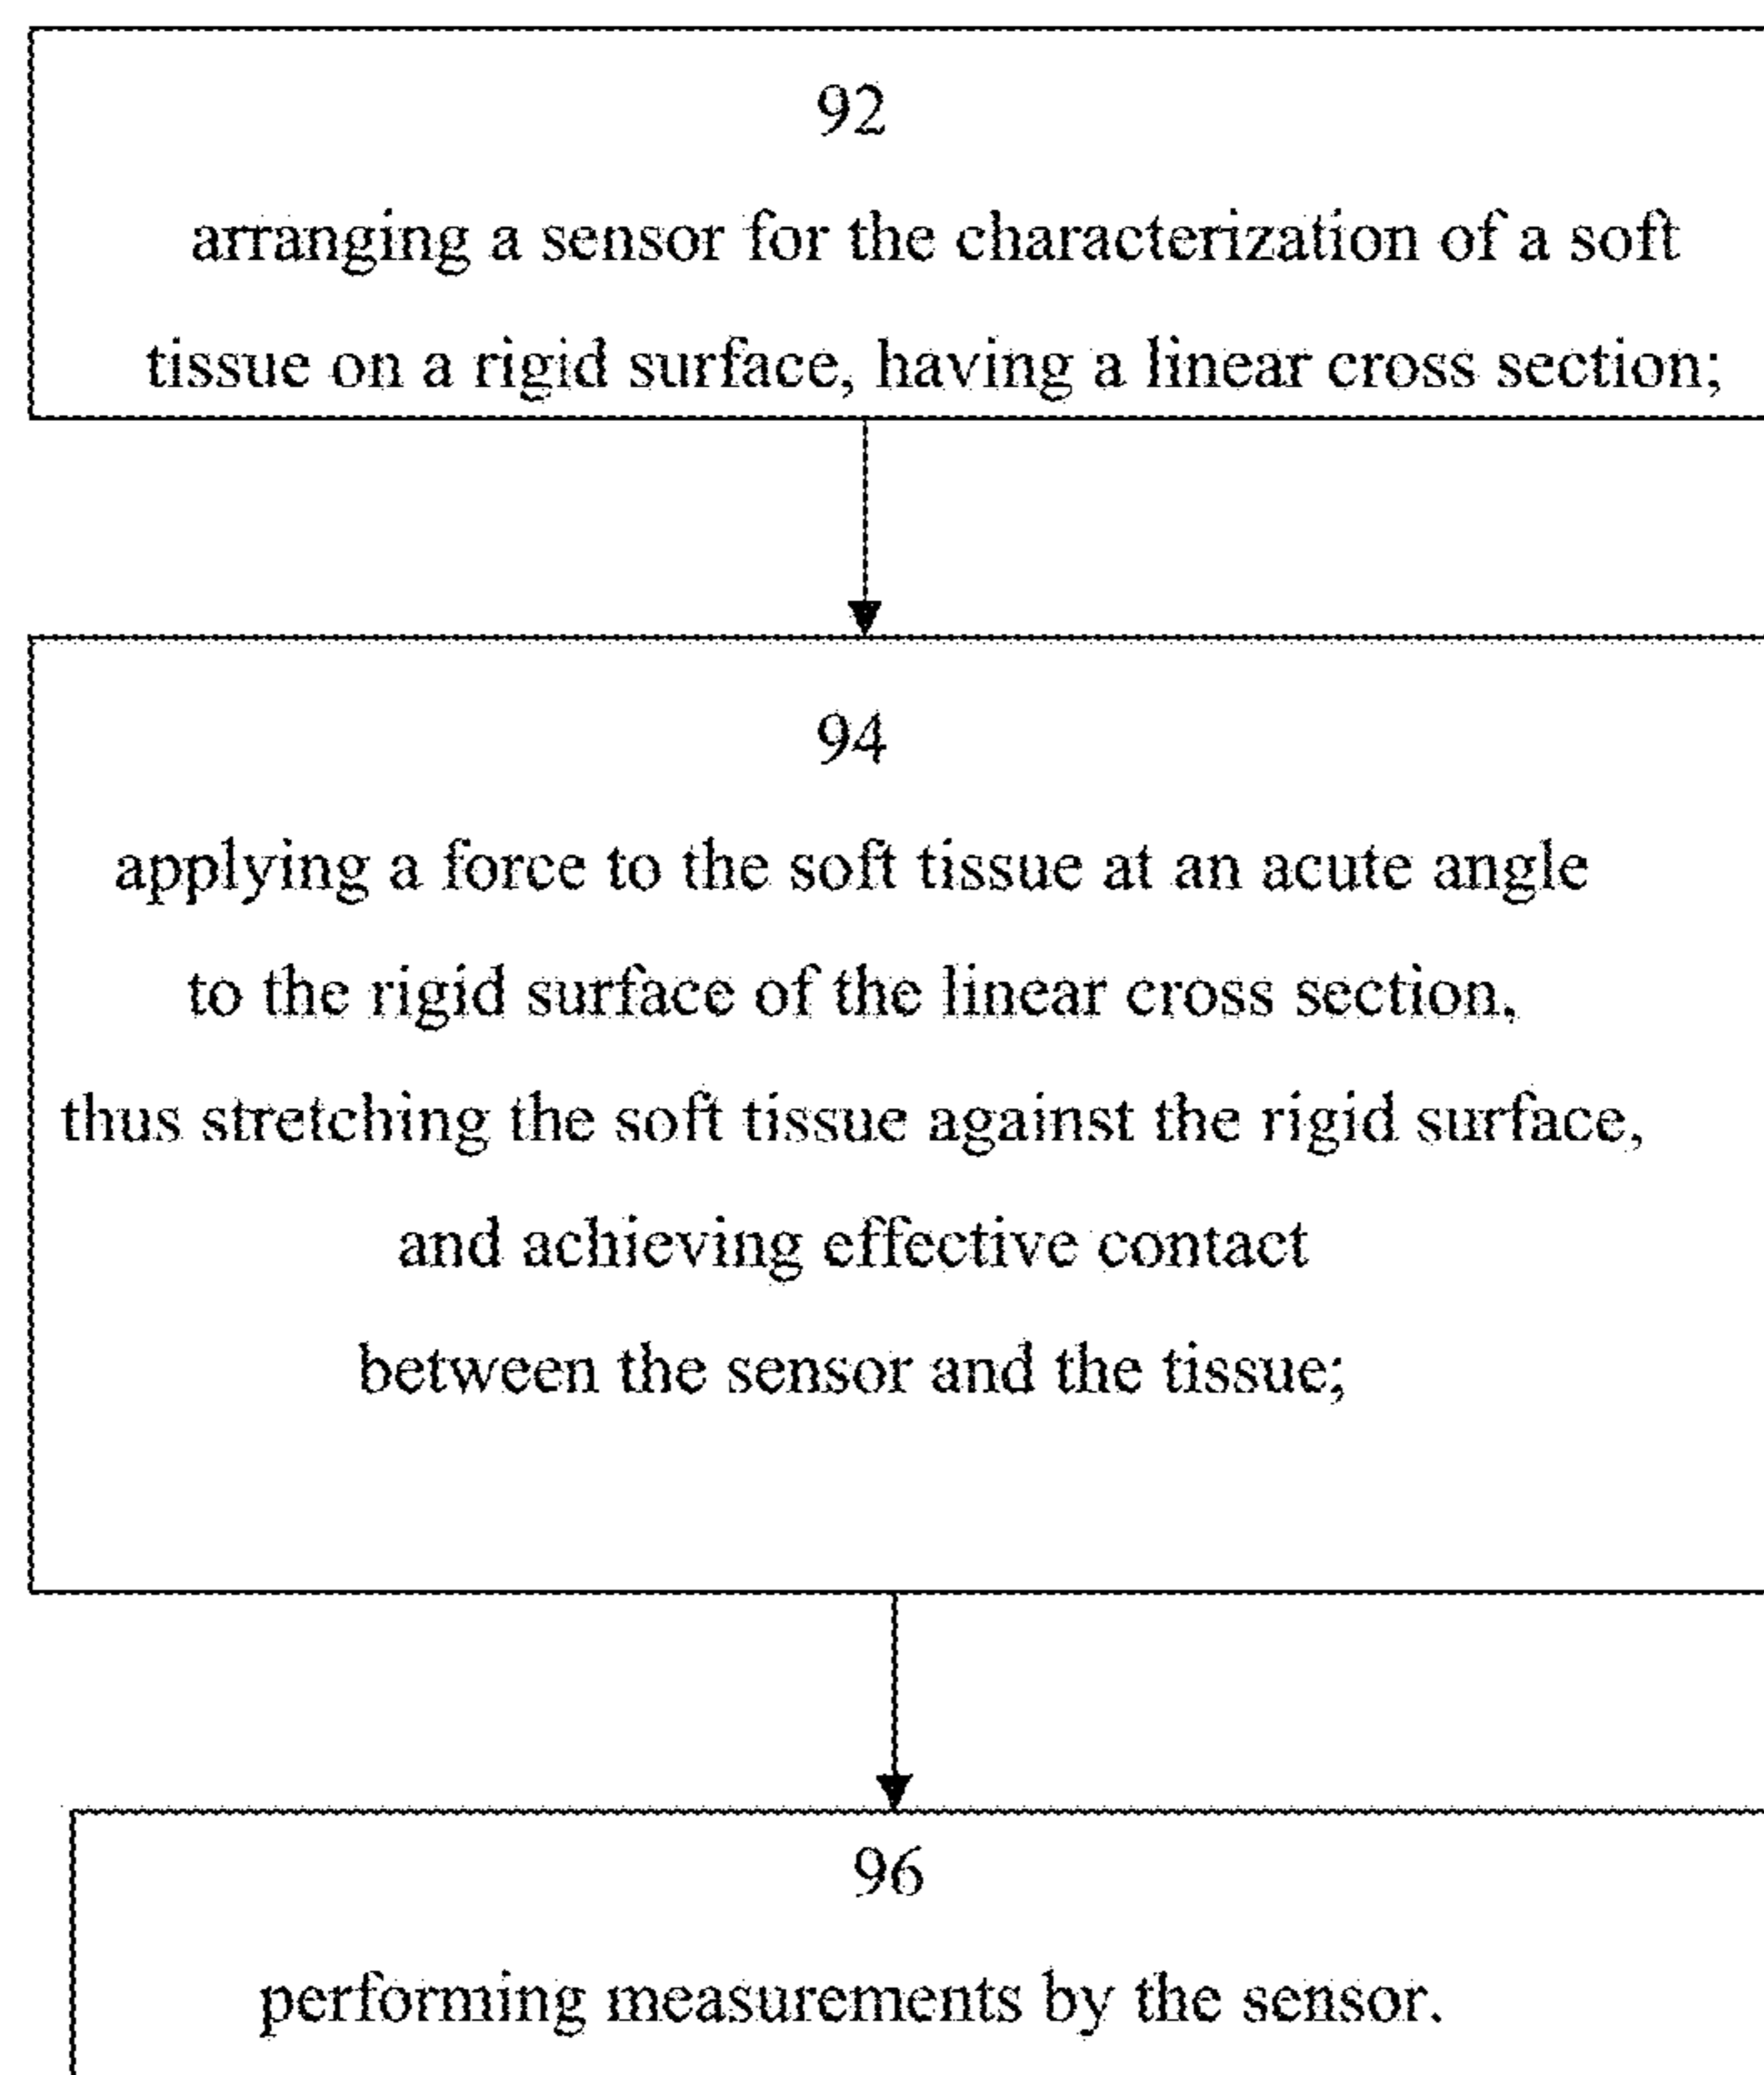 92
arranging a sensor for the characterization of a soft
tissue on a rigid surface, having a linear cross section;
94
applying a force to the soft tissue at an acute angle
to the rigid surface of the linear cross section,
thus stretching the soft tissue against the rigid surface,
and achieving effective contact
between the sensor and the tissue;
96
performing measurements by the sensor.